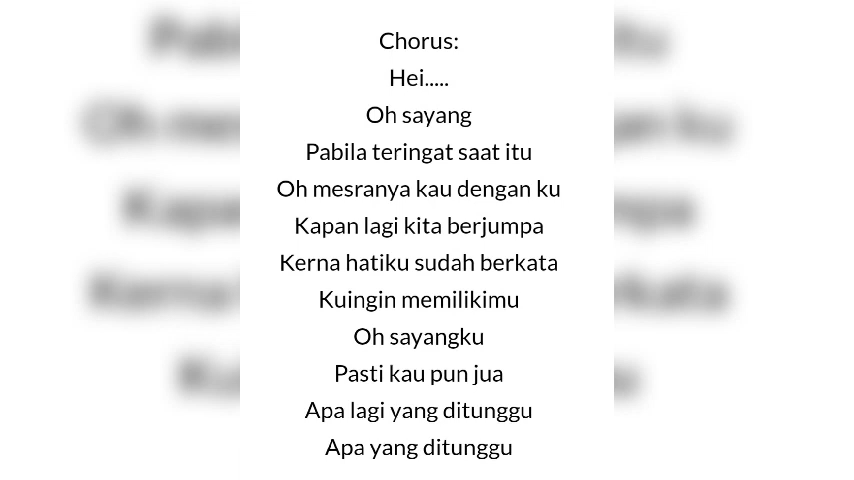 Chorus:
Hei.....
Oh sayang
Pabila teringat saat itu
Oh mesranya kau dengan ku
Kapan lagi kita berjumpa
Kerna hatiku sudah berkata
Kuingin memilikimu
Oh sayangku
Pasti kau pun jua
Apa lagi yang ditunggu
Apa yang ditunggu